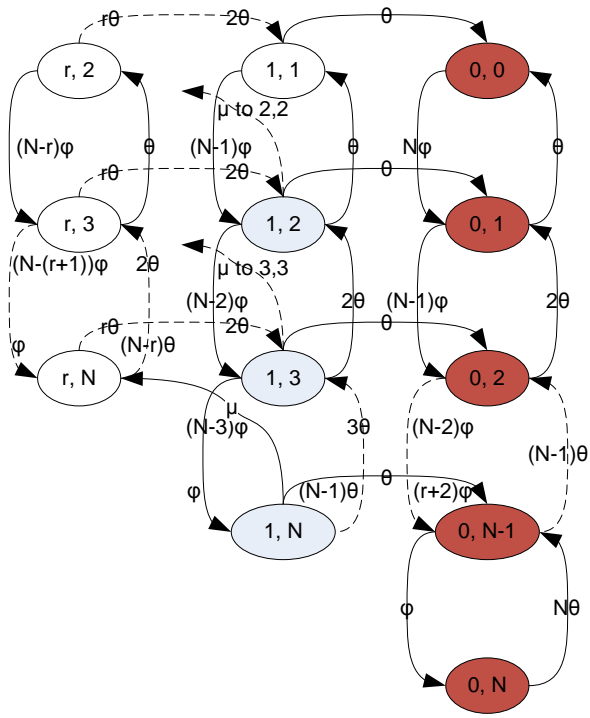 rθ 2θ θ
r, 2 1, 1 0, 0
μ to 2,2
(N-r)φ θ (N-1)φ θ Nφ θ
rθ 2θ θ
r, 3 1, 2 0, 1
(N-(r+1))φ 2θ μ to 3,3
(N-2)φ 2θ (N-1)φ 2θ
rθ 2θ θ
φ (N-r)θ
r, N 1, 3 0, 2
μ
(N-3)φ 3θ (N-2)φ
(N-1)θ
θ
φ (N-1)θ (r+2)φ
1, N 0, N-1
φ Nθ
0, N